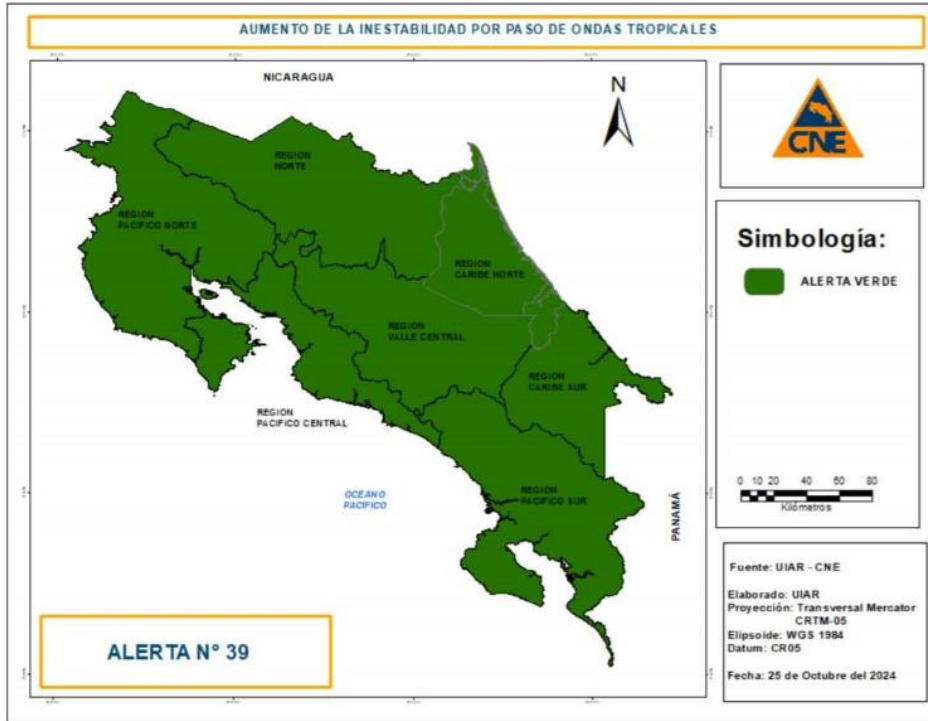 AUMENTO DE LA INESTABILIDAD POR PASO DE ONDAS TROPICALES
NICARAGUA
N
CNE
REGION
NORTE
REGION
PACIFICO NORTE
REGION
CARIBE NORTE
REGION
VALLE CENTRAL
REGION
CARIBE SUR
REGION
PACIFICO CENTRAL
OCÉANO
PACIFICO
REGION
PACIFICO SUR
PANAMÁ
ALERTA N° 39
Simbología:
ALERTA VERDE
0 10 20 40 60 80
Kilómetros
Fuente: UIAR - CNE
Elaborado: UIAR
Proyección: Transversal Mercator
CRTM-05
Elipsoide: WGS 1984
Datum: CR05
Fecha: 25 de Octubre del 2024